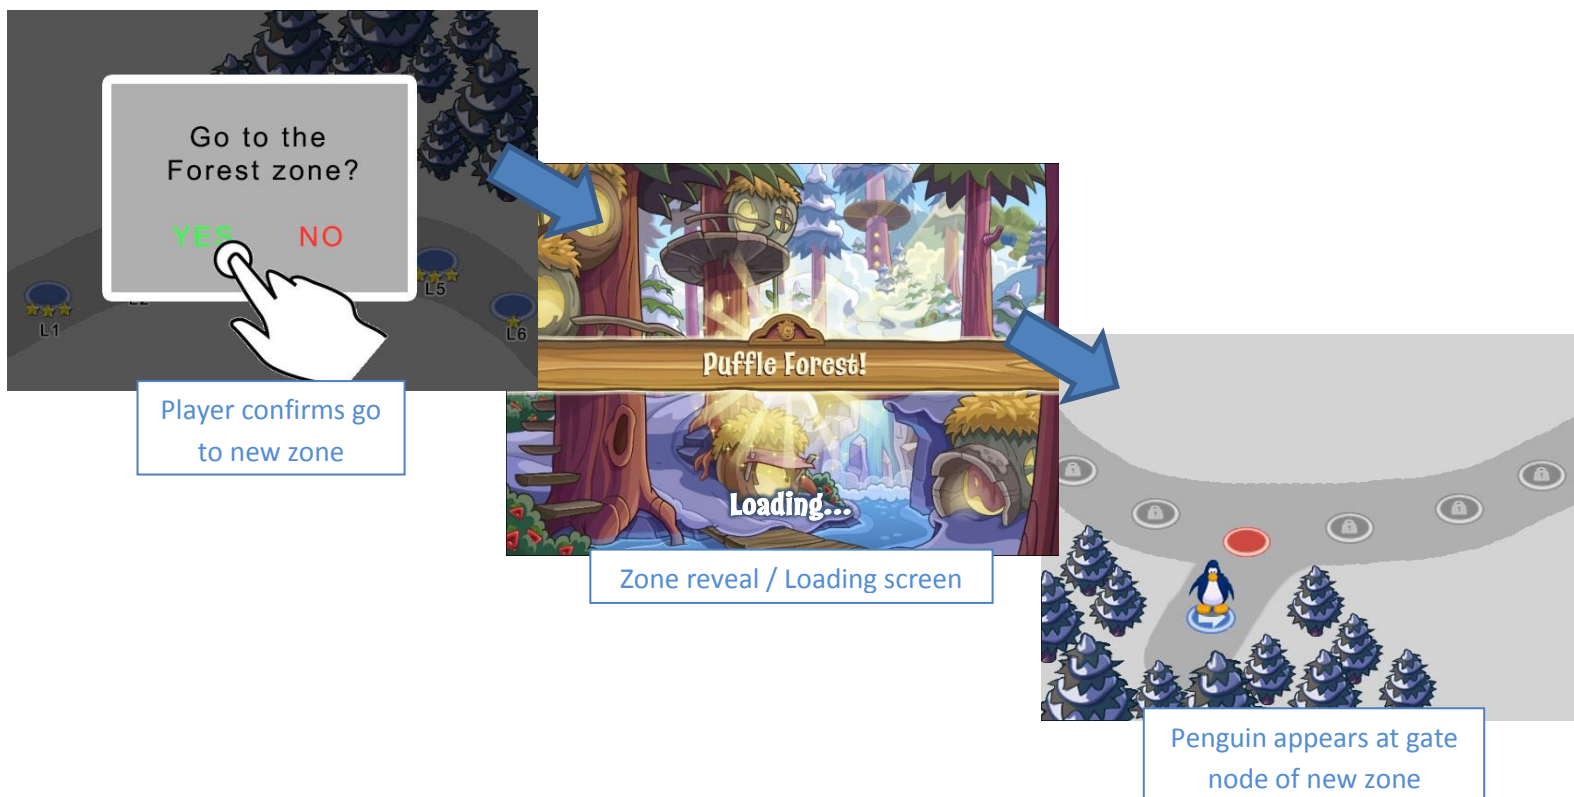 Go to the
Forest zone?
YES NO
L1
L2
L5
L6
Player confirms go
to new zone
Puffle Forest!
Loading...
Zone reveal / Loading screen
Penguin appears at gate
node of new zone